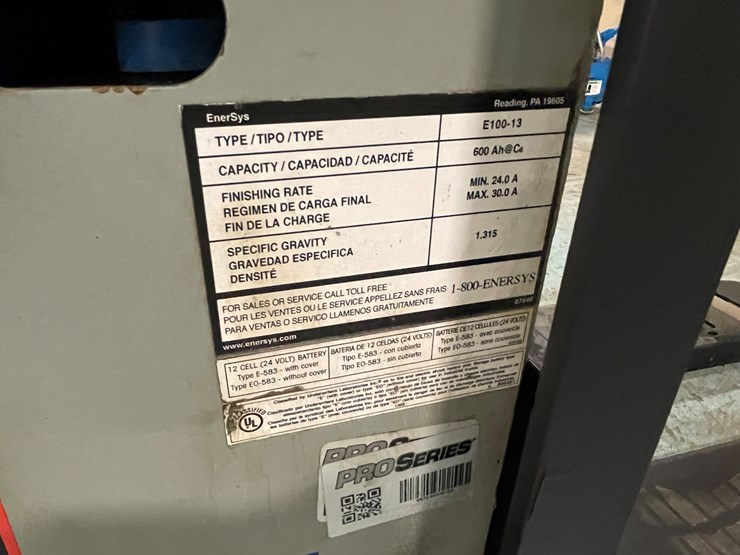 EnerSys Reading, PA 19605
TYPE / TIPO / TYPE E100-13
CAPACITY / CAPACIDAD / CAPACITÉ 600 Ah@C6
FINISHING RATE MIN. 24.0 A
REGIMEN DE CARGA FINAL MAX. 30.0 A
FIN DE LA CHARGE
SPECIFIC GRAVITY 1.315
GRAVEDAD ESPECIFICA
DENSITÉ
FOR SALES OR SERVICE CALL TOLL FREE
POUR LES VENTES OU LE SERVICE APPELLEZ SANS FRAIS 1-800-ENERSYS
PARA VENTAS O SERVICO LLAMENOS GRATUITAMENTE
www.enersys.com
12 CELL (24 VOLT) BATTERY
Type E-583 - with cover
Type EO-583 - without cover
BATERIA DE 12 CELDAS (24 VOLTS)
Tipo E-583 - con cubierta
Tipo EO-583 - sin cubierta
BATTERIE DE 12 CELLULES (24 VOLTS)
Type E-583 - avec couvercle
Type EO-583 - sans couvercle
CLASSIFIED
UL
PRO
PROSERIES